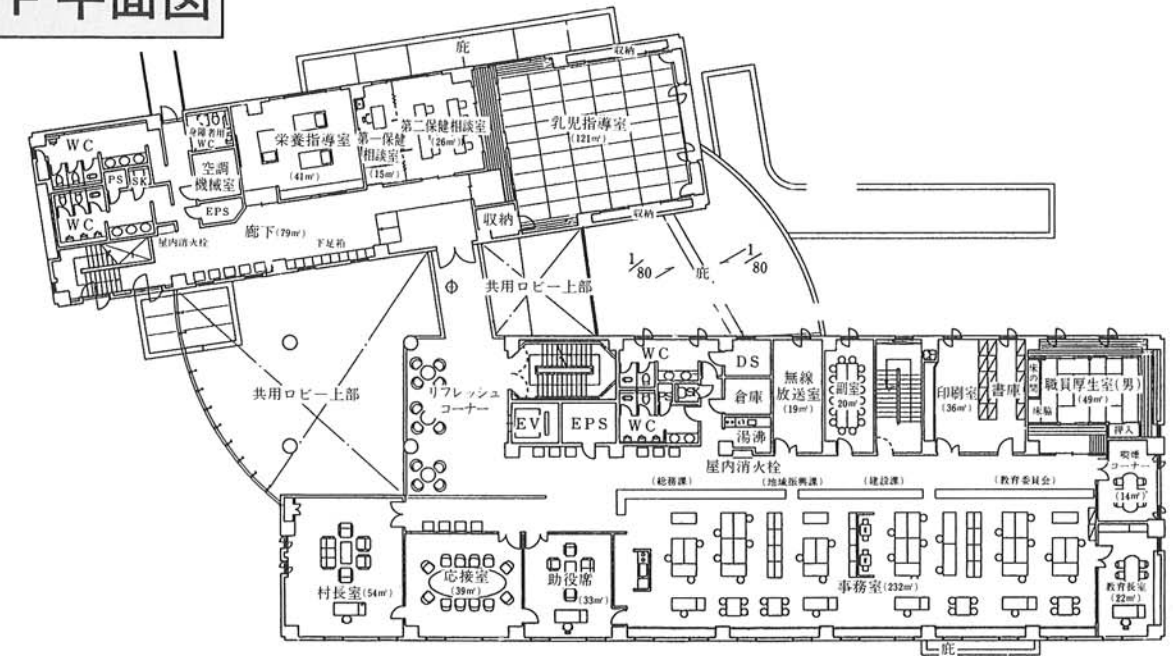 平面図
庇
収納
WC
身障者用
WC
栄養指導室
(41㎡)
第一保健
相談室
(15㎡)
第二保健相談室
(26㎡)
乳児指導室
(121㎡)
空調
機械室
PS
SK
EPS
WC
廊下(79㎡)
屋内消火栓
下足箱
収納
収納
共用ロビー上部
1/80
庇
1/80
共用ロビー上部
リフレッシュ
コーナー
WC
DS
倉庫
湯沸
無線
放送室
(19㎡)
副室
20㎡
印刷室
(36㎡)
書庫
床の間
床脇
職員厚生室(男)
(49㎡)
押入
EV
EPS
WC
屋内消火栓
喫煙
コーナー
(14㎡)
(総務課)
(地域振興課)
(建設課)
(教育委員会)
村長室(54㎡)
応接室
(39㎡)
助役席
(33㎡)
事務室(232㎡)
教育長室
(22㎡)
庇